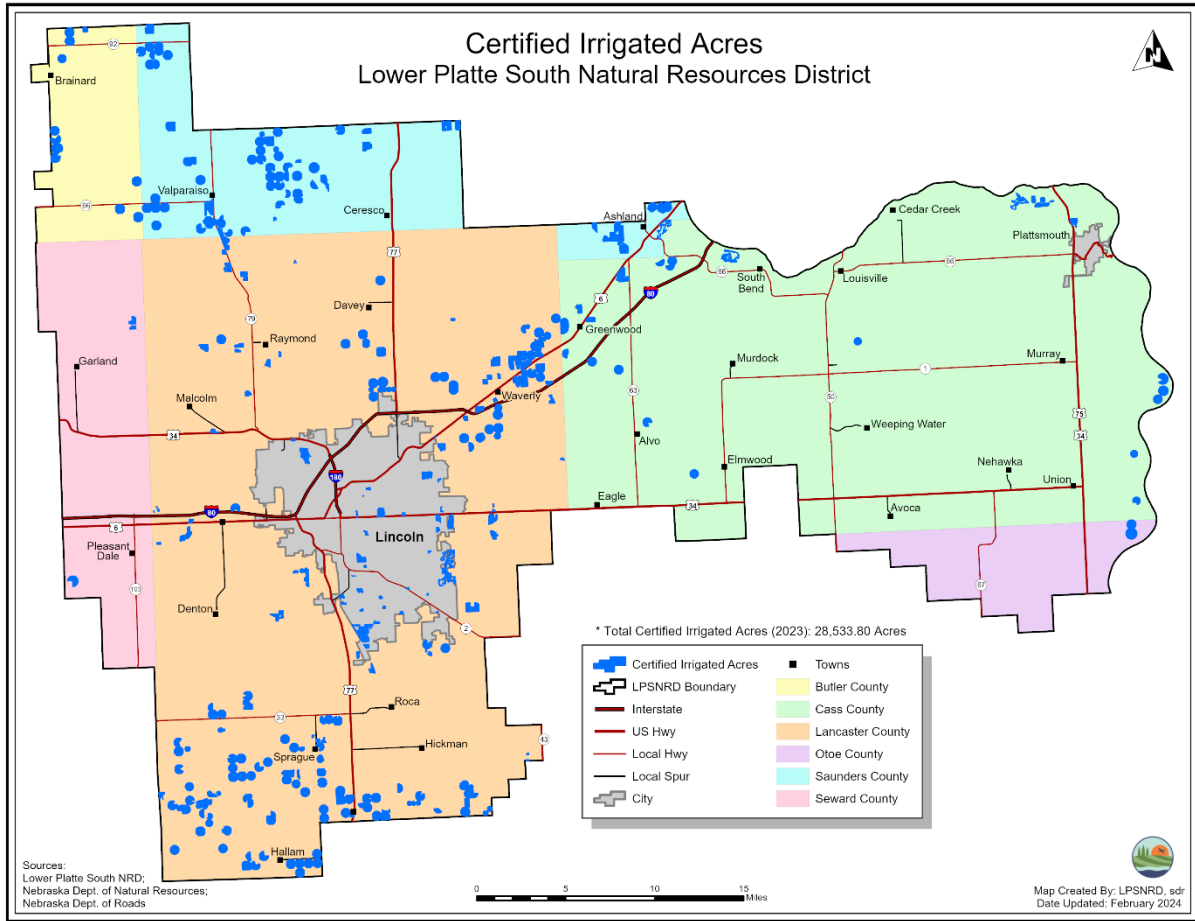 Certified Irrigated Acres
Lower Platte South Natural Resources District
N
92
Brainard
Valparaiso
66
Ceresco
77
Ashland
Cedar Creek
Plattsmouth
66
South
Bend
Louisville
66
6
80
Davey
79
Raymond
Greenwood
Garland
Murdock
Murray
1
Malcolm
Waverly
63
50
75
34
34
Weeping Water
Alvo
Elmwood
Nehawka
180
Union
Eagle
34
Avoca
80
6
Lincoln
Pleasant
Dale
103
67
Denton
2
* Total Certified Irrigated Acres (2023): 28,533.80 Acres
Certified Irrigated Acres
LPSNRD Boundary
Interstate
US Hwy
Local Hwy
Local Spur
City
Towns
Butler County
Cass County
Lancaster County
Otoe County
Saunders County
Seward County
77
Roca
33
43
Sprague
Hickman
Hallam
Sources:
Lower Platte South NRD;
Nebraska Dept. of Natural Resources;
Nebraska Dept. of Roads
0 5 10 15
Miles
Map Created By: LPSNRD, sdr
Date Updated: February 2024